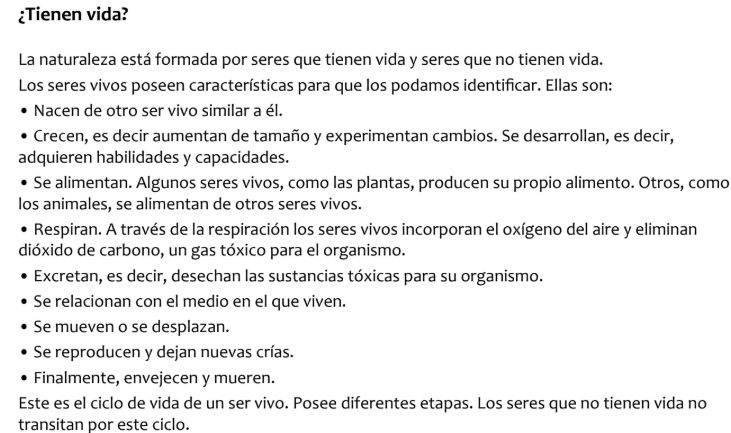 ¿Tienen vida?
La naturaleza está formada por seres que tienen vida y seres que no tienen vida.
Los seres vivos poseen características para que los podamos identificar. Ellas son:
• Nacen de otro ser vivo similar a él.
• Crecen, es decir aumentan de tamaño y experimentan cambios. Se desarrollan, es decir,
adquieren habilidades y capacidades.
• Se alimentan. Algunos seres vivos, como las plantas, producen su propio alimento. Otros, como
los animales, se alimentan de otros seres vivos.
• Respiran. A través de la respiración los seres vivos incorporan el oxígeno del aire y eliminan
dióxido de carbono, un gas tóxico para el organismo.
• Excretan, es decir, desechan las sustancias tóxicas para su organismo.
• Se relacionan con el medio en el que viven.
• Se mueven o se desplazan.
• Se reproducen y dejan nuevas crías.
• Finalmente, envejecen y mueren.
Este es el ciclo de vida de un ser vivo. Posee diferentes etapas. Los seres que no tienen vida no
transitan por este ciclo.